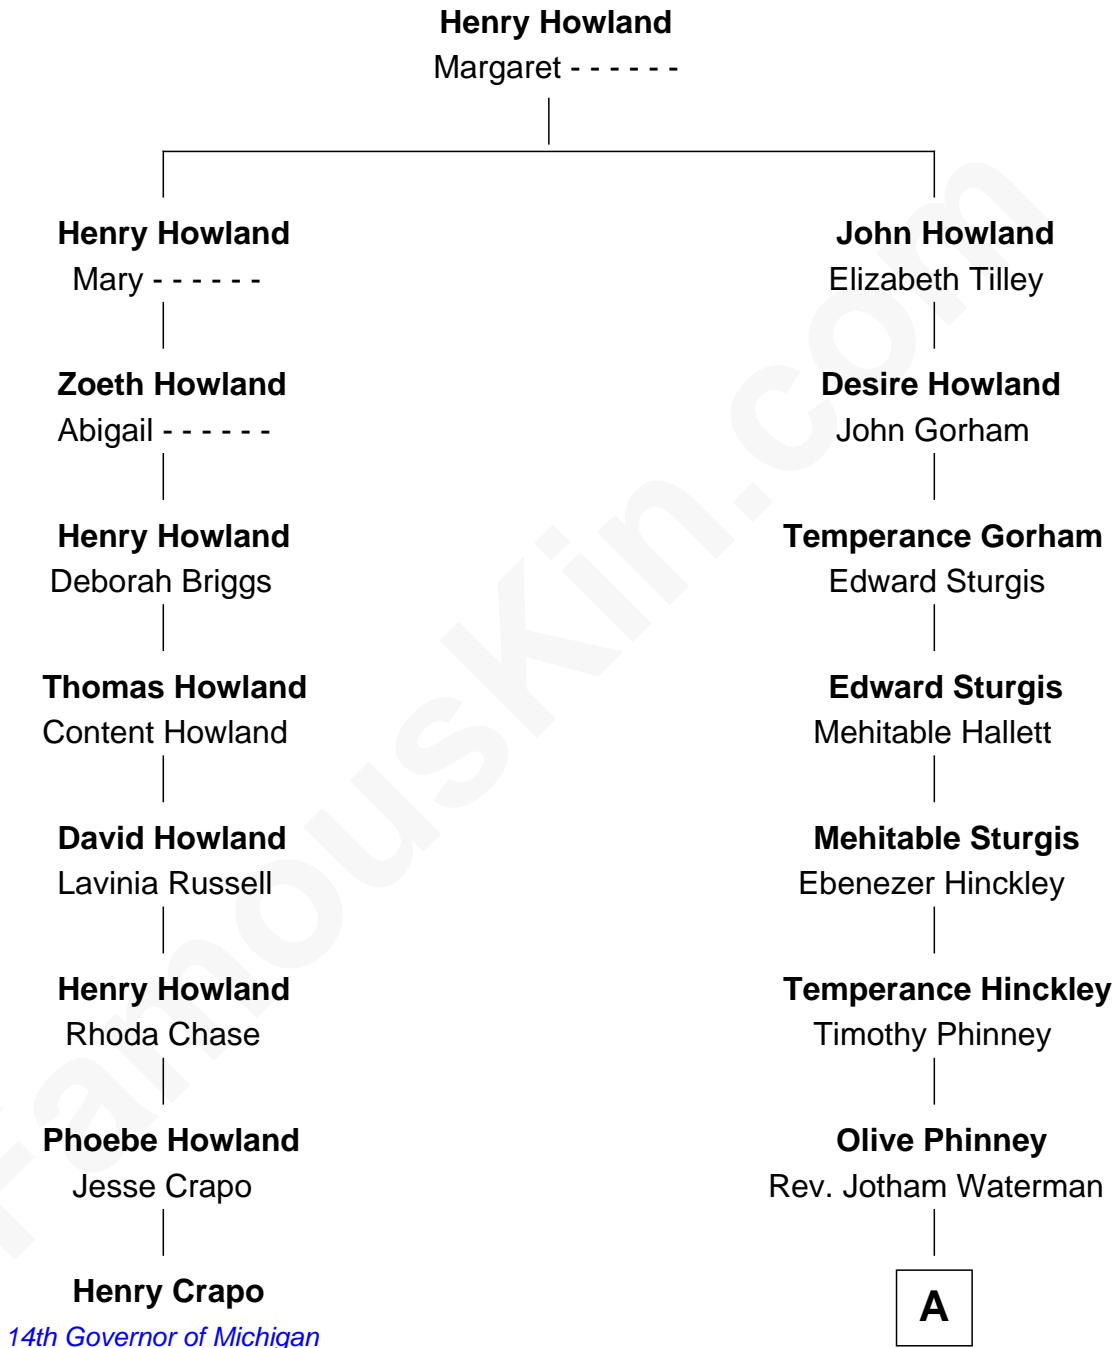 Henry Howland
Margaret - - - - - -
Henry Howland
Mary - - - - - -
John Howland
Elizabeth Tilley
Zoeth Howland
Abigail - - - - - -
Desire Howland
John Gorham
Henry Howland
Deborah Briggs
Temperance Gorham
Edward Sturgis
Thomas Howland
Content Howland
Edward Sturgis
Mehitable Hallett
David Howland
Lavinia Russell
Mehitable Sturgis
Ebenezer Hinckley
Henry Howland
Rhoda Chase
Temperance Hinckley
Timothy Phinney
Phoebe Howland
Jesse Crapo
Olive Phinney
Rev. Jotham Waterman
Henry Crapo
14th Governor of Michigan
A
FamousKin.com